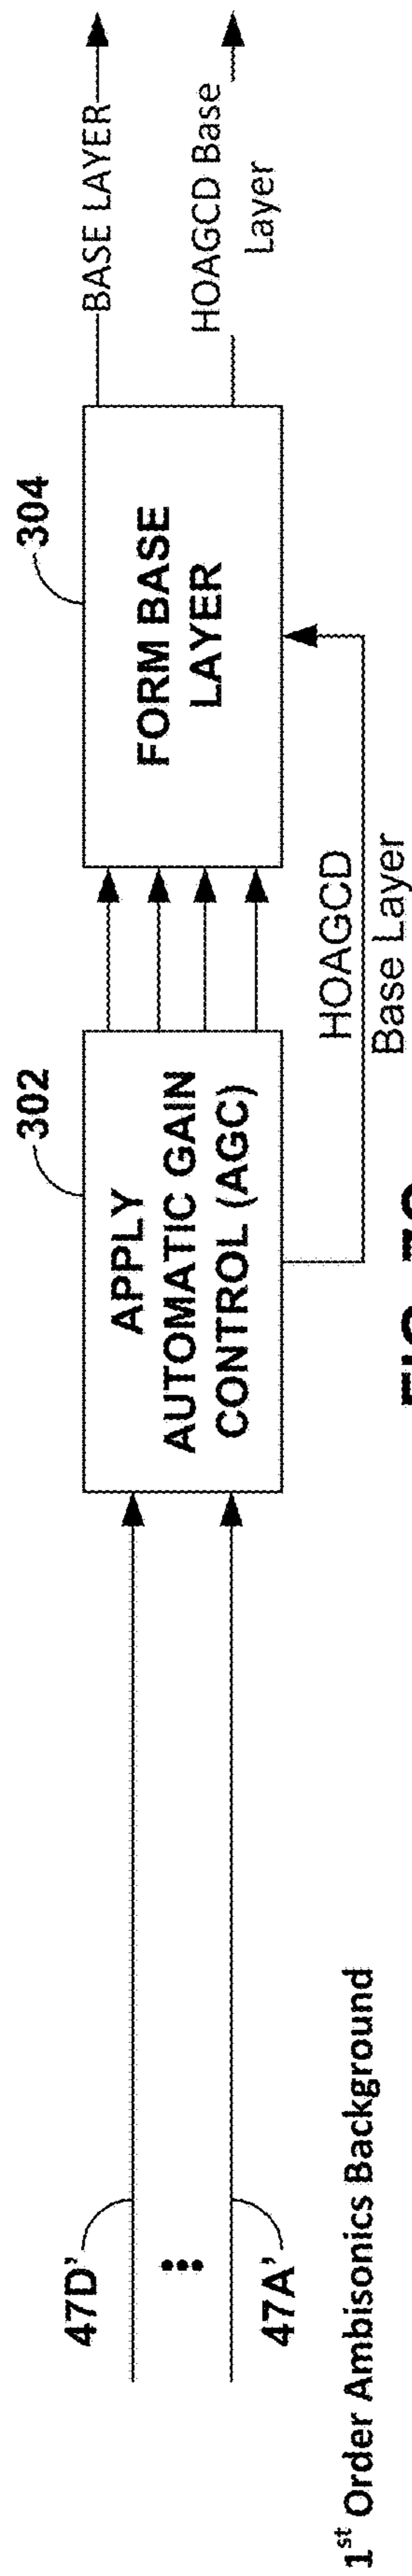 47D'
47A'
1st Order Ambisonics Background
302
APPLY
AUTOMATIC GAIN
CONTROL (AGC)
HOAGCD
Base Layer
304
FORM BASE
LAYER
BASE LAYER
HOAGCD Base
Layer